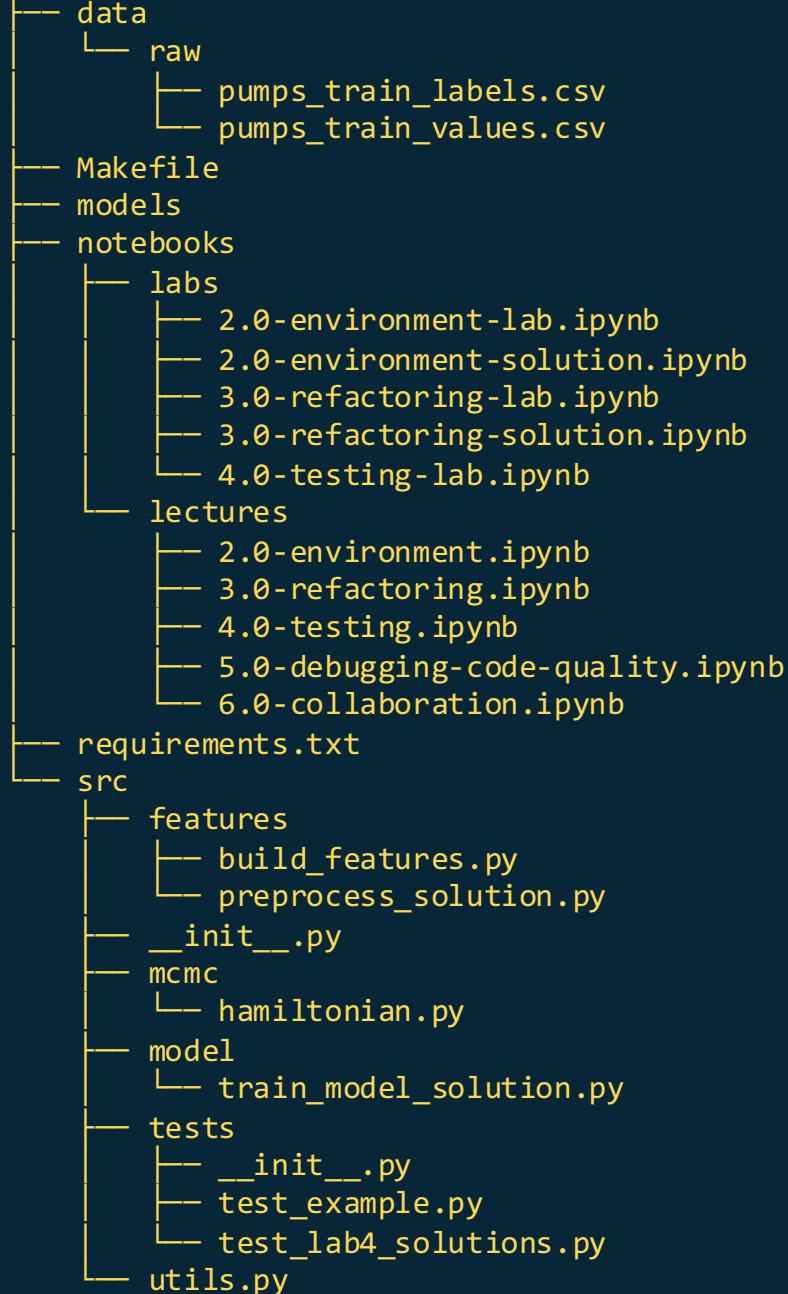 ├── data
│   └── raw
│       ├── pumps_train_labels.csv
│       └── pumps_train_values.csv
├── Makefile
├── models
├── notebooks
│   ├── labs
│   │   ├── 2.0-environment-lab.ipynb
│   │   ├── 2.0-environment-solution.ipynb
│   │   ├── 3.0-refactoring-lab.ipynb
│   │   ├── 3.0-refactoring-solution.ipynb
│   │   └── 4.0-testing-lab.ipynb
│   └── lectures
│       ├── 2.0-environment.ipynb
│       ├── 3.0-refactoring.ipynb
│       ├── 4.0-testing.ipynb
│       ├── 5.0-debugging-code-quality.ipynb
│       └── 6.0-collaboration.ipynb
├── requirements.txt
└── src
    ├── features
    │   ├── build_features.py
    │   └── preprocess_solution.py
    ├── __init__.py
    ├── mcmc
    │   └── hamiltonian.py
    ├── model
    │   └── train_model_solution.py
    ├── tests
    │   ├── __init__.py
    │   ├── test_example.py
    │   └── test_lab4_solutions.py
    └── utils.py